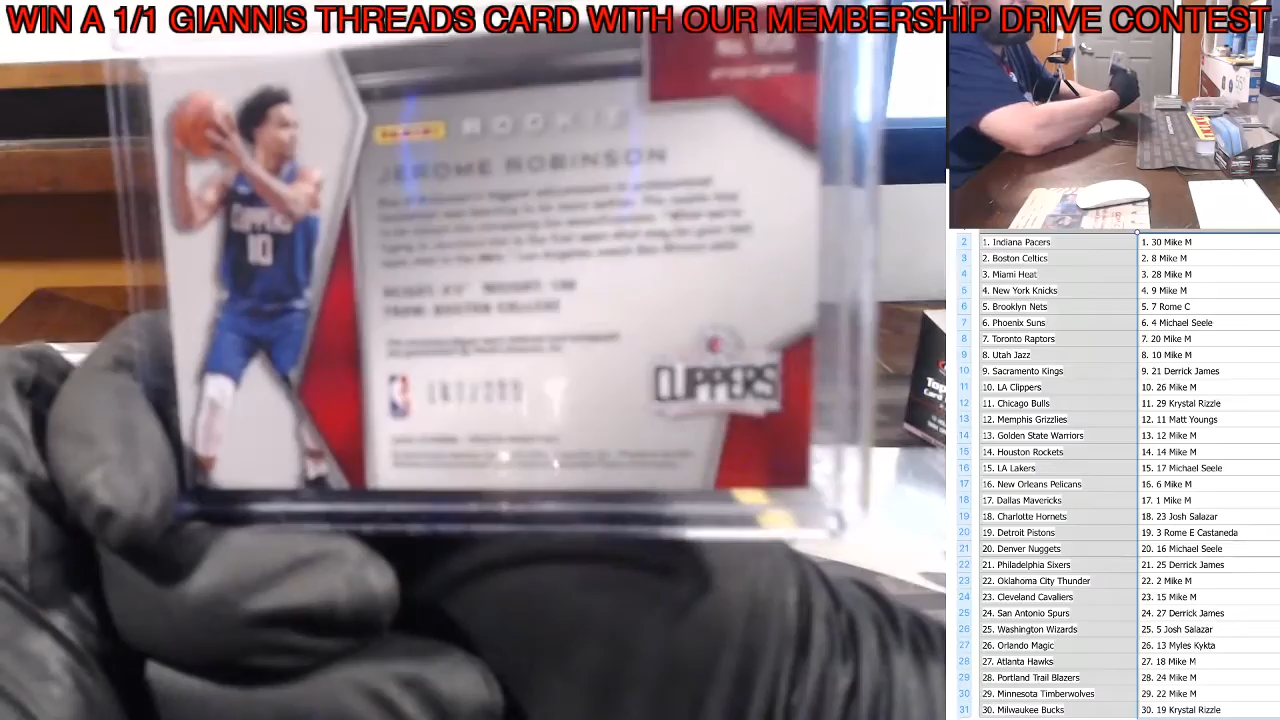 WIN A 1/1 GIANNIS THREADS CARD WITH OUR MEMBERSHIP DRIVE CONTEST
PANINI ROOKIE
JEROME ROBINSON
FROM: BOSTON COLLEGE
CLIPPERS
CLIPPERS
2 1. Indiana Pacers 1. 30 Mike M
3 2. Boston Celtics 2. 8 Mike M
4 3. Miami Heat 3. 28 Mike M
5 4. New York Knicks 4. 9 Mike M
6 5. Brooklyn Nets 5. 7 Rome C
7 6. Phoenix Suns 6. 4 Michael Seele
8 7. Toronto Raptors 7. 20 Mike M
9 8. Utah Jazz 8. 10 Mike M
10 9. Sacramento Kings 9. 21 Derrick James
11 10. LA Clippers 10. 26 Mike M
12 11. Chicago Bulls 11. 29 Krystal Rizzle
13 12. Memphis Grizzlies 12. 11 Matt Youngs
14 13. Golden State Warriors 13. 12 Mike M
15 14. Houston Rockets 14. 14 Mike M
16 15. LA Lakers 15. 17 Michael Seele
17 16. New Orleans Pelicans 16. 6 Mike M
18 17. Dallas Mavericks 17. 1 Mike M
19 18. Charlotte Hornets 18. 23 Josh Salazar
20 19. Detroit Pistons 19. 3 Rome E Castaneda
21 20. Denver Nuggets 20. 16 Michael Seele
22 21. Philadelphia Sixers 21. 25 Derrick James
23 22. Oklahoma City Thunder 22. 2 Mike M
24 23. Cleveland Cavaliers 23. 15 Mike M
25 24. San Antonio Spurs 24. 27 Derrick James
26 25. Washington Wizards 25. 5 Josh Salazar
27 26. Orlando Magic 26. 13 Myles Kykta
28 27. Atlanta Hawks 27. 18 Mike M
29 28. Portland Trail Blazers 28. 24 Mike M
30 29. Minnesota Timberwolves 29. 22 Mike M
31 30. Milwaukee Bucks 30. 19 Krystal Rizzle